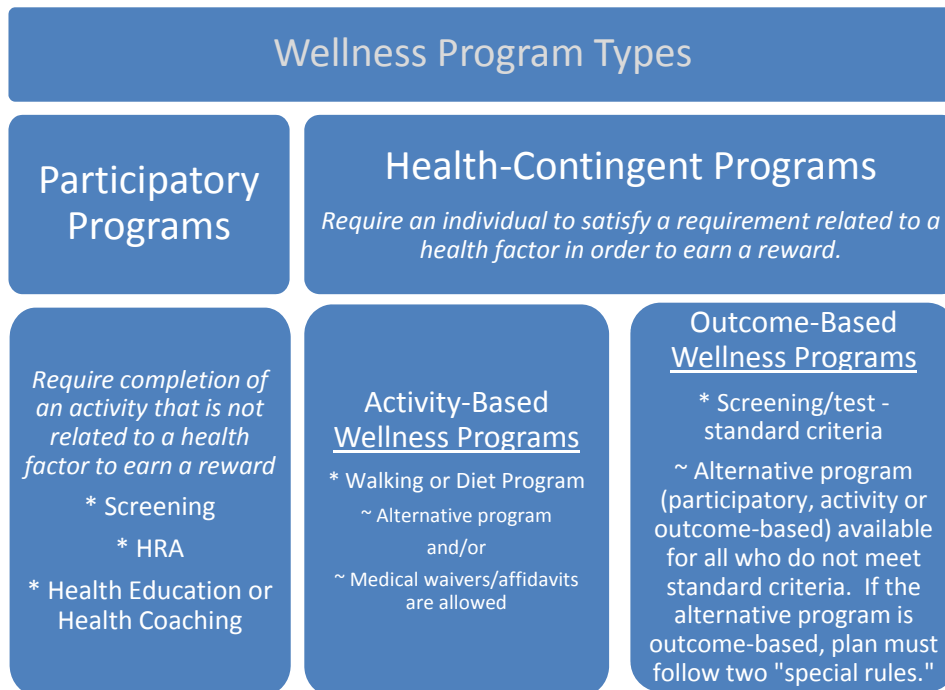 Wellness Program Types
Participatory
Programs
Health-Contingent Programs
Require an individual to satisfy a requirement related to a
health factor in order to earn a reward.
Require completion of
an activity that is not
related to a health
factor to earn a reward
* Screening
* HRA
* Health Education or
Health Coaching
Activity-Based
Wellness Programs
* Walking or Diet Program
~ Alternative program
and/or
~ Medical waivers/affidavits
are allowed
Outcome-Based
Wellness Programs
* Screening/test -
standard criteria
~ Alternative program
(participatory, activity or
outcome-based) available
for all who do not meet
standard criteria.  If the
alternative program is
outcome-based, plan must
follow two "special rules."